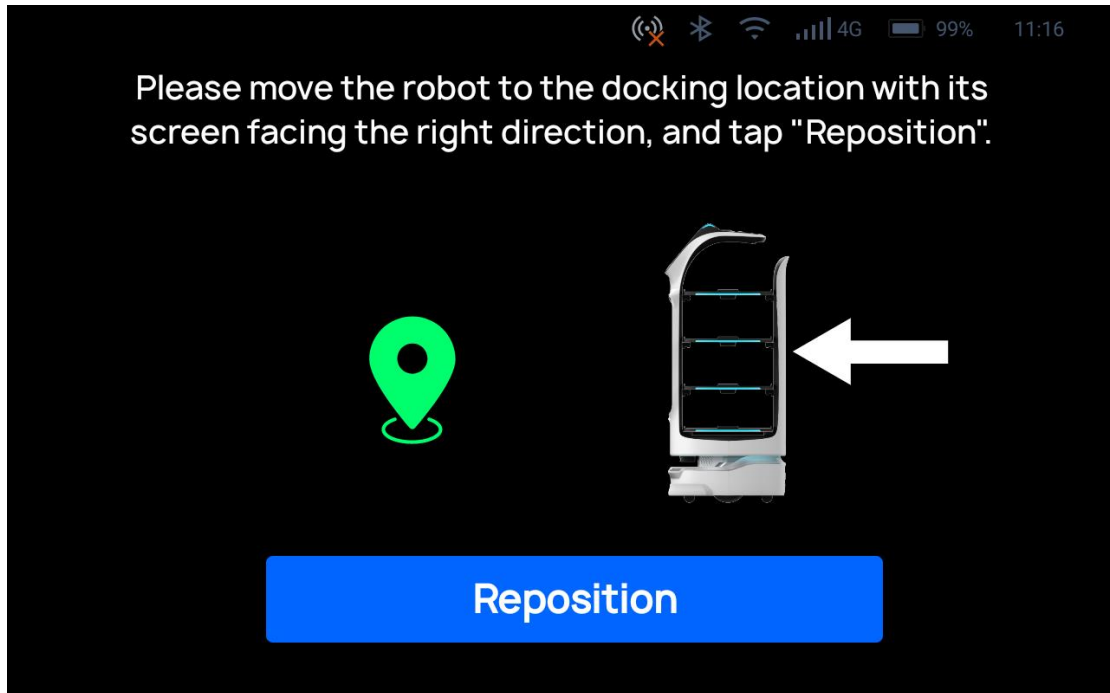 4G 99% 11:16
Please move the robot to the docking location with its
screen facing the right direction, and tap "Reposition".
Reposition